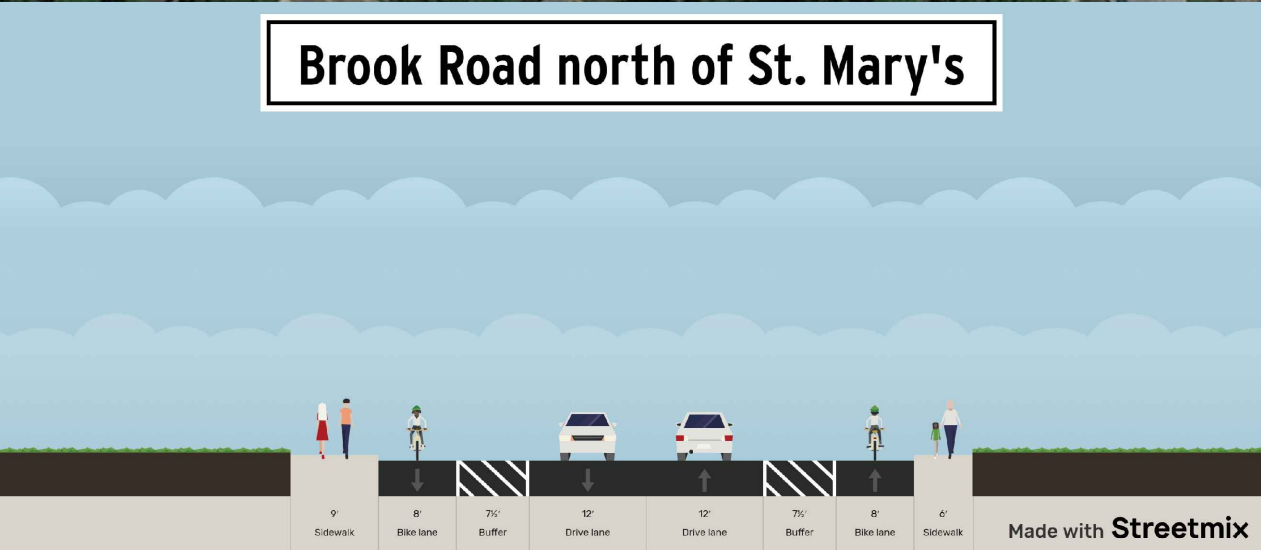 Brook Road north of St. Mary's
9' 8' 7½' 12' 12' 7½' 8' 6'
Sidewalk Bike lane Buffer Drive lane Drive lane Buffer Bike lane Sidewalk
Made with Streetmix